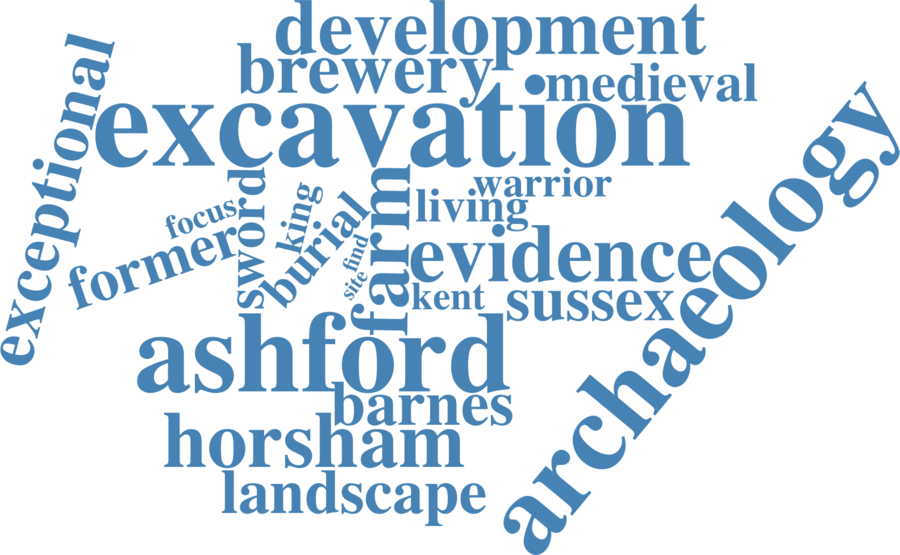 development
brewery
medieval
excavation
exceptional
archaeology
warrior
living
focus
former
sword
king
burial
site find
farm
evidence
kent
sussex
ashford
barnes
horsham
landscape